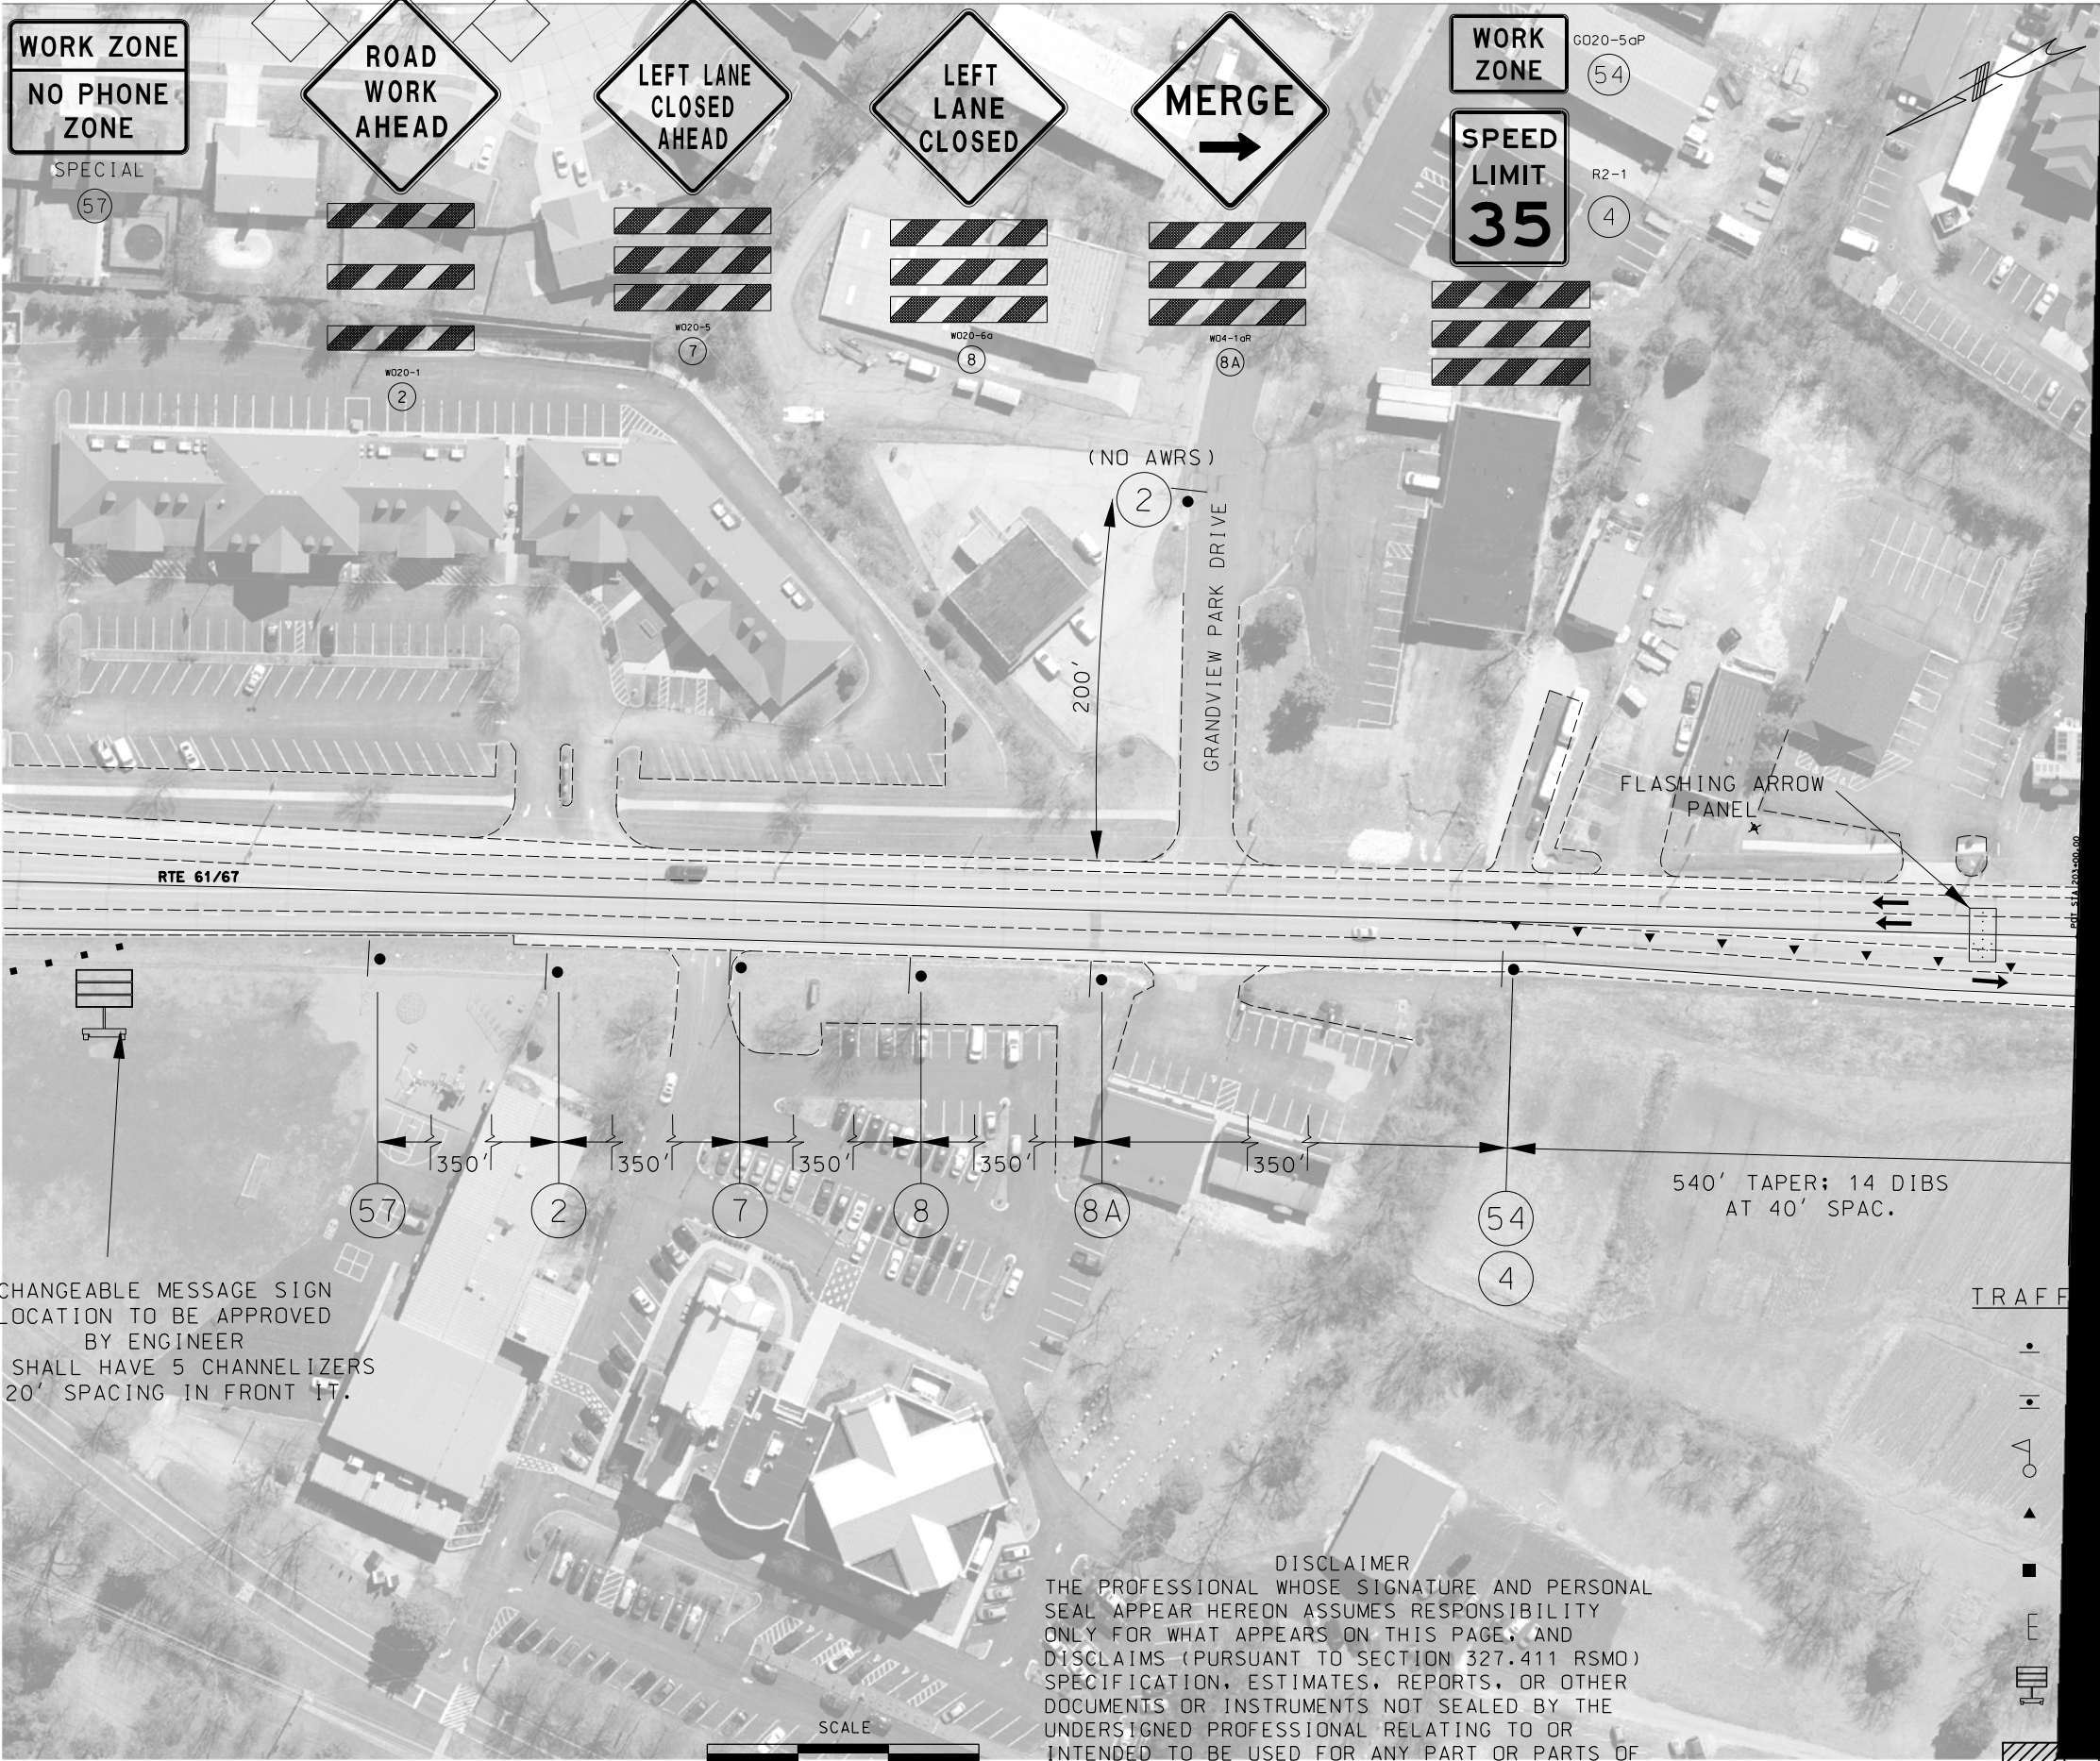 WORK ZONE
NO PHONE
ZONE
SPECIAL
57
ROAD
WORK
AHEAD
WO20-1
2
LEFT LANE
CLOSED
AHEAD
WO20-5
7
LEFT
LANE
CLOSED
WO20-6a
8
MERGE
WO4-1aR
8A
WORK
ZONE
GO20-5aP
54
SPEED
LIMIT
35
R2-1
4
(NO AWRS)
2
200'
GRANDVIEW PARK DRIVE
FLASHING ARROW
PANEL
RTE 61/67
350'
350'
350'
350'
350'
57
2
7
8
8A
54
4
540' TAPER; 14 DIBS
AT 40' SPAC.
CHANGEABLE MESSAGE SIGN
LOCATION TO BE APPROVED
BY ENGINEER
SHALL HAVE 5 CHANNELIZERS
20' SPACING IN FRONT IT.
TRAFF
E
SCALE
DISCLAIMER
THE PROFESSIONAL WHOSE SIGNATURE AND PERSONAL
SEAL APPEAR HEREON ASSUMES RESPONSIBILITY
ONLY FOR WHAT APPEARS ON THIS PAGE, AND
DISCLAIMS (PURSUANT TO SECTION 327.411 RSMO)
SPECIFICATION, ESTIMATES, REPORTS, OR OTHER
DOCUMENTS OR INSTRUMENTS NOT SEALED BY THE
UNDERSIGNED PROFESSIONAL RELATING TO OR
INTENDED TO BE USED FOR ANY PART OR PARTS OF